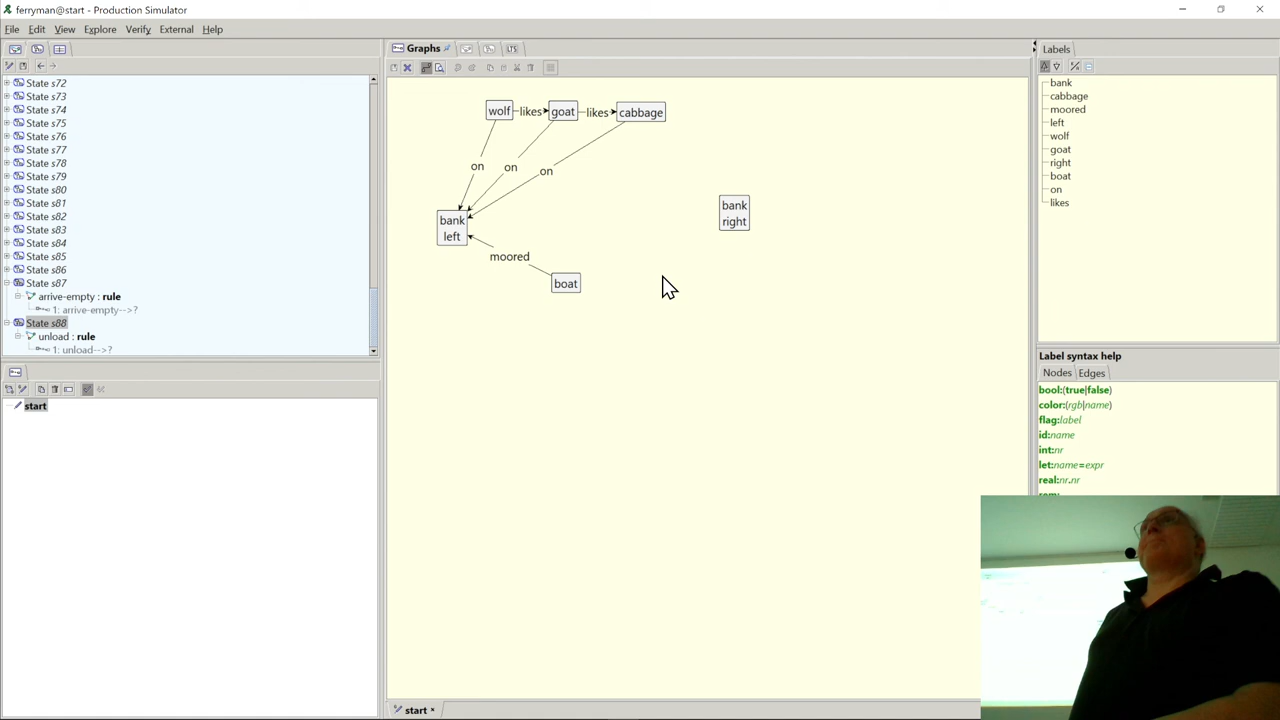 ferryman@start - Production Simulator
File Edit View Explore Verify External Help
State s72
State s73
State s74
State s75
State s76
State s77
State s78
State s79
State s80
State s81
State s82
State s83
State s84
State s85
State s86
State s87
arrive-empty : rule
1: arrive-empty-->?
State s88
unload : rule
1: unload-->?
start
Graphs
LTS
wolf likes goat likes cabbage
on on on
bank
left
bank
right
moored
boat
start ×
Labels
bank
cabbage
moored
left
wolf
goat
right
boat
on
likes
Label syntax help
Nodes Edges
bool:(true|false)
color:(rgb|name)
flag:label
id:name
int:nr
let:name=expr
real:nr.nr